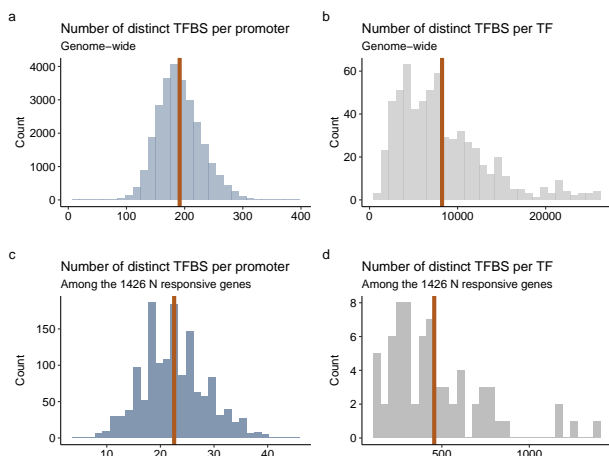 a
Number of distinct TFBS per promoter
Genome−wide
Count
4000
3000
2000
1000
0
0 100 200 300 400
b
Number of distinct TFBS per TF
Genome−wide
Count
60
40
20
0
0 10000 20000
c
Number of distinct TFBS per promoter
Among the 1426 N responsive genes
Count
150
100
50
0
10 20 30 40
d
Number of distinct TFBS per TF
Among the 1426 N responsive genes
Count
8
6
4
2
0
500 1000